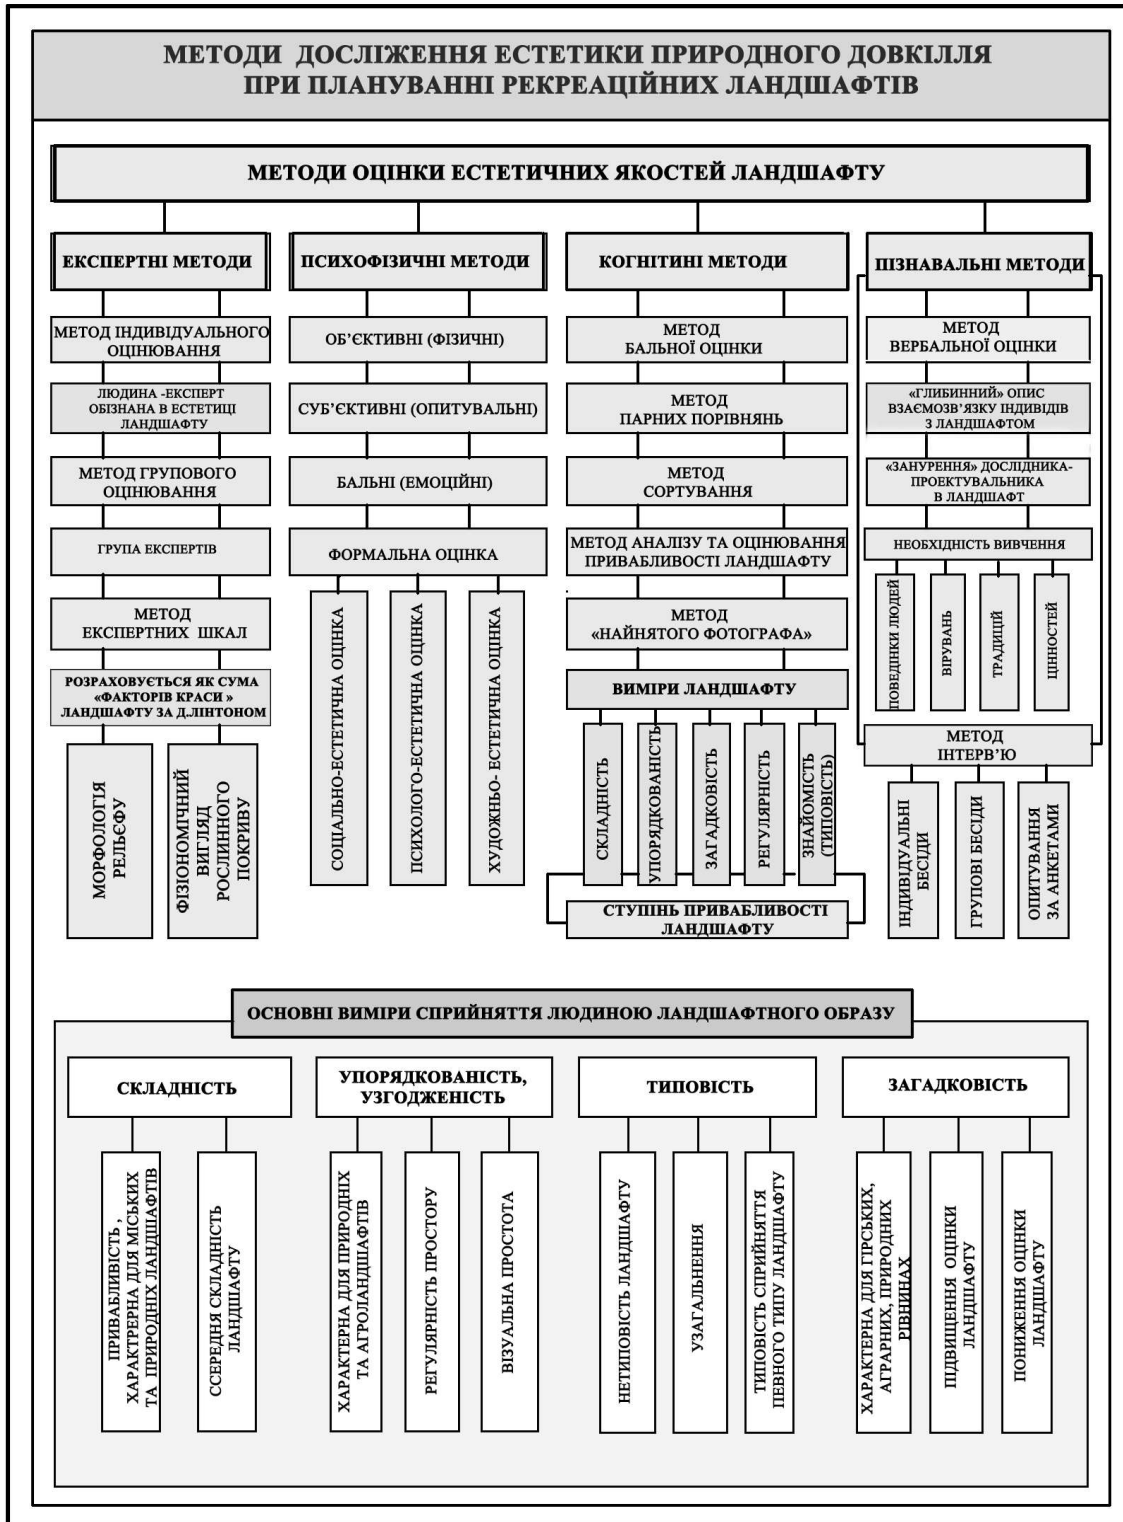 МЕТОДИ ДОСЛІЖЕННЯ ЕСТЕТИКИ ПРИРОДНОГО ДОВКІЛЛЯ
ПРИ ПЛАНУВАННІ РЕКРЕАЦІЙНИХ ЛАНДШАФТІВ
МЕТОДИ ОЦІНКИ ЕСТЕТИЧНИХ ЯКОСТЕЙ ЛАНДШАФТУ
ЕКСПЕРТНІ МЕТОДИ
МЕТОД ІНДИВІДУАЛЬНОГО
ОЦІНЮВАННЯ
ЛЮДИНА -ЕКСПЕРТ
ОБІЗНАНА В ЕСТЕТИЦІ
ЛАНДШАФТУ
МЕТОД ГРУПОВОГО
ОЦІНЮВАННЯ
ГРУПА ЕКСПЕРТІВ
МЕТОД
ЕКСПЕРТНИХ ШКАЛ
РОЗРАХОВУЄТЬСЯ ЯК СУМА
«ФАКТОРІВ КРАСИ »
ЛАНДШАФТУ ЗА Д.ЛІНТОНОМ
МОРФОЛОГІЯ
РЕЛЬЄФУ
ФІЗІОНОМІЧНИЙ
ВИГЛЯД
РОСЛИННОГО
ПОКРИВУ
ПСИХОФІЗИЧНІ МЕТОДИ
ОБ’ЄКТИВНІ (ФІЗИЧНІ)
СУБ’ЄКТИВНІ (ОПИТУВАЛЬНІ)
БАЛЬНІ (ЕМОЦІЙНІ)
ФОРМАЛЬНА ОЦІНКА
СОЦІАЛЬНО-ЕСТЕТИЧНА ОЦІНКА
ПСИХОЛОГО-ЕСТЕТИЧНА ОЦІНКА
ХУДОЖНЬО- ЕСТЕТИЧНА ОЦІНКА
КОГНІТИНІ МЕТОДИ
МЕТОД
БАЛЬНОЇ ОЦІНКИ
МЕТОД
ПАРНИХ ПОРІВНЯНЬ
МЕТОД
СОРТУВАННЯ
МЕТОД АНАЛІЗУ ТА ОЦІНЮВАННЯ
ПРИВАБЛИВОСТІ ЛАНДШАФТУ
МЕТОД
«НАЙНЯТОГО ФОТОГРАФА»
ВИМІРИ ЛАНДШАФТУ
СКЛАДНІСТЬ
УПОРЯДКОВАНІСТЬ
ЗАГАДКОВІСТЬ
РЕГУЛЯРНІСТЬ
ЗНАЙОМІСТЬ
(ТИПОВІСТЬ)
СТУПІНЬ ПРИВАБЛИВОСТІ
ЛАНДШАФТУ
ПІЗНАВАЛЬНІ МЕТОДИ
МЕТОД
ВЕРБАЛЬНОЇ ОЦІНКИ
«ГЛИБИННИЙ» ОПИС
ВЗАЄМОЗВ’ЯЗКУ ІНДИВІДІВ
З ЛАНДШАФТОМ
«ЗАНУРЕННЯ» ДОСЛІДНИКА-
ПРОЕКТУВАЛЬНИКА
В ЛАНДШАФТ
НЕОБХІДНІСТЬ ВИВЧЕННЯ
ПОВЕДІНКИ ЛЮДЕЙ
ВІРУВАНЬ
ТРАДИЦІЙ
ЦІННОСТЕЙ
МЕТОД
ІНТЕРВ’Ю
ІНДИВІДУАЛЬНІ
БЕСІДИ
ГРУПОВІ БЕСІДИ
ОПИТУВАННЯ
ЗА АНКЕТАМИ
ОСНОВНІ ВИМІРИ СПРИЙНЯТТЯ ЛЮДИНОЮ ЛАНДШАФТНОГО ОБРАЗУ
СКЛАДНІСТЬ
ПРИВАБЛИВІСТЬ ,
ХАРАКТРЕРНА ДЛЯ МІСЬКИХ
ТА ПРИРОДНІХ ЛАНДШАФТІВ
ССЕРЕДНЯ СКЛАДНІСТЬ
ЛАНДШАФТУ
УПОРЯДКОВАНІСТЬ,
УЗГОДЖЕНІСТЬ
ХАРАКТЕРНА ДЛЯ ПРИРОДНІХ
ТА АГРОЛАНДШАФТІВ
РЕГУЛЯРНІСТЬ ПРОСТОРУ
ВІЗУАЛЬНА ПРОСТОТА
ТИПОВІСТЬ
НЕТИПОВІСТЬ ЛАНДШАФТУ
УЗАГАЛЬНЕННЯ
ТИПОВІСТЬ СПРИЙНЯТТЯ
ПЕВНОГО ТИПУ ЛАНДШАФТУ
ЗАГАДКОВІСТЬ
ХАРАКТЕРНА ДЛЯ ГІРСЬКИХ,
АГРАРНИХ, ПРИРОДНИХ
РІВНИНАХ
ПІДВИЩЕННЯ ОЦІНКИ
ЛАНДШАФТУ
ПОНИЖЕННЯ ОЦІНКИ
ЛАНДШАФТУ